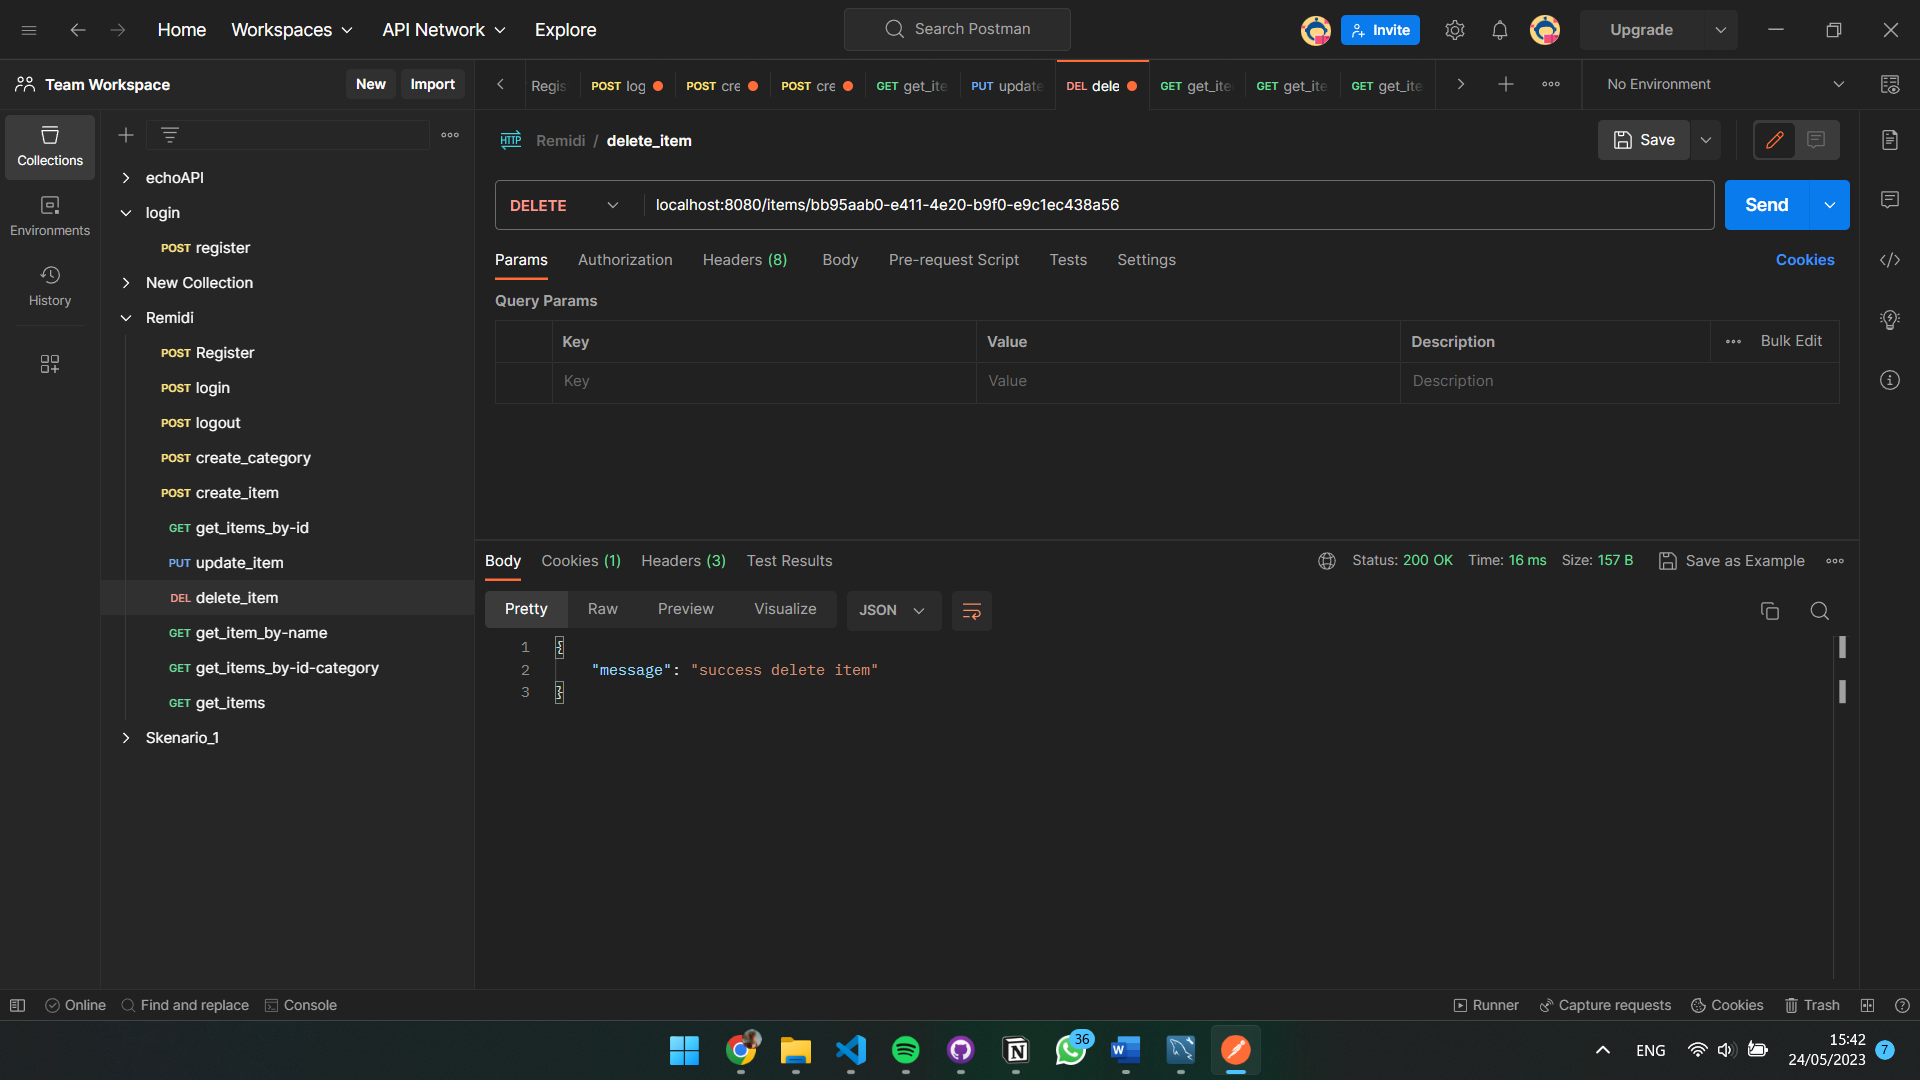 Home Workspaces API Network Explore Search Postman Invite Upgrade
Team Workspace New Import
Regis POST log POST cre POST cre GET get_ite PUT update DEL dele GET get_ite GET get_ite GET get_ite No Environment
Collections
Environments
History
echoAPI
login
POST register
New Collection
Remidi
POST Register
POST login
POST logout
POST create_category
POST create_item
GET get_items_by-id
PUT update_item
DEL delete_item
GET get_item_by-name
GET get_items_by-id-category
GET get_items
Skenario_1
HTTP Remidi / delete_item Save
DELETE localhost:8080/items/bb95aab0-e411-4e20-b9f0-e9c1ec438a56 Send
Params Authorization Headers (8) Body Pre-request Script Tests Settings Cookies
Query Params
Key Value Description Bulk Edit
Key Value Description
Body Cookies (1) Headers (3) Test Results Status: 200 OK Time: 16 ms Size: 157 B Save as Example
Pretty Raw Preview Visualize JSON
1 {
2 "message": "success delete item"
3 }
Online Find and replace Console Runner Capture requests Cookies Trash
36
ENG 15:42
24/05/2023 7